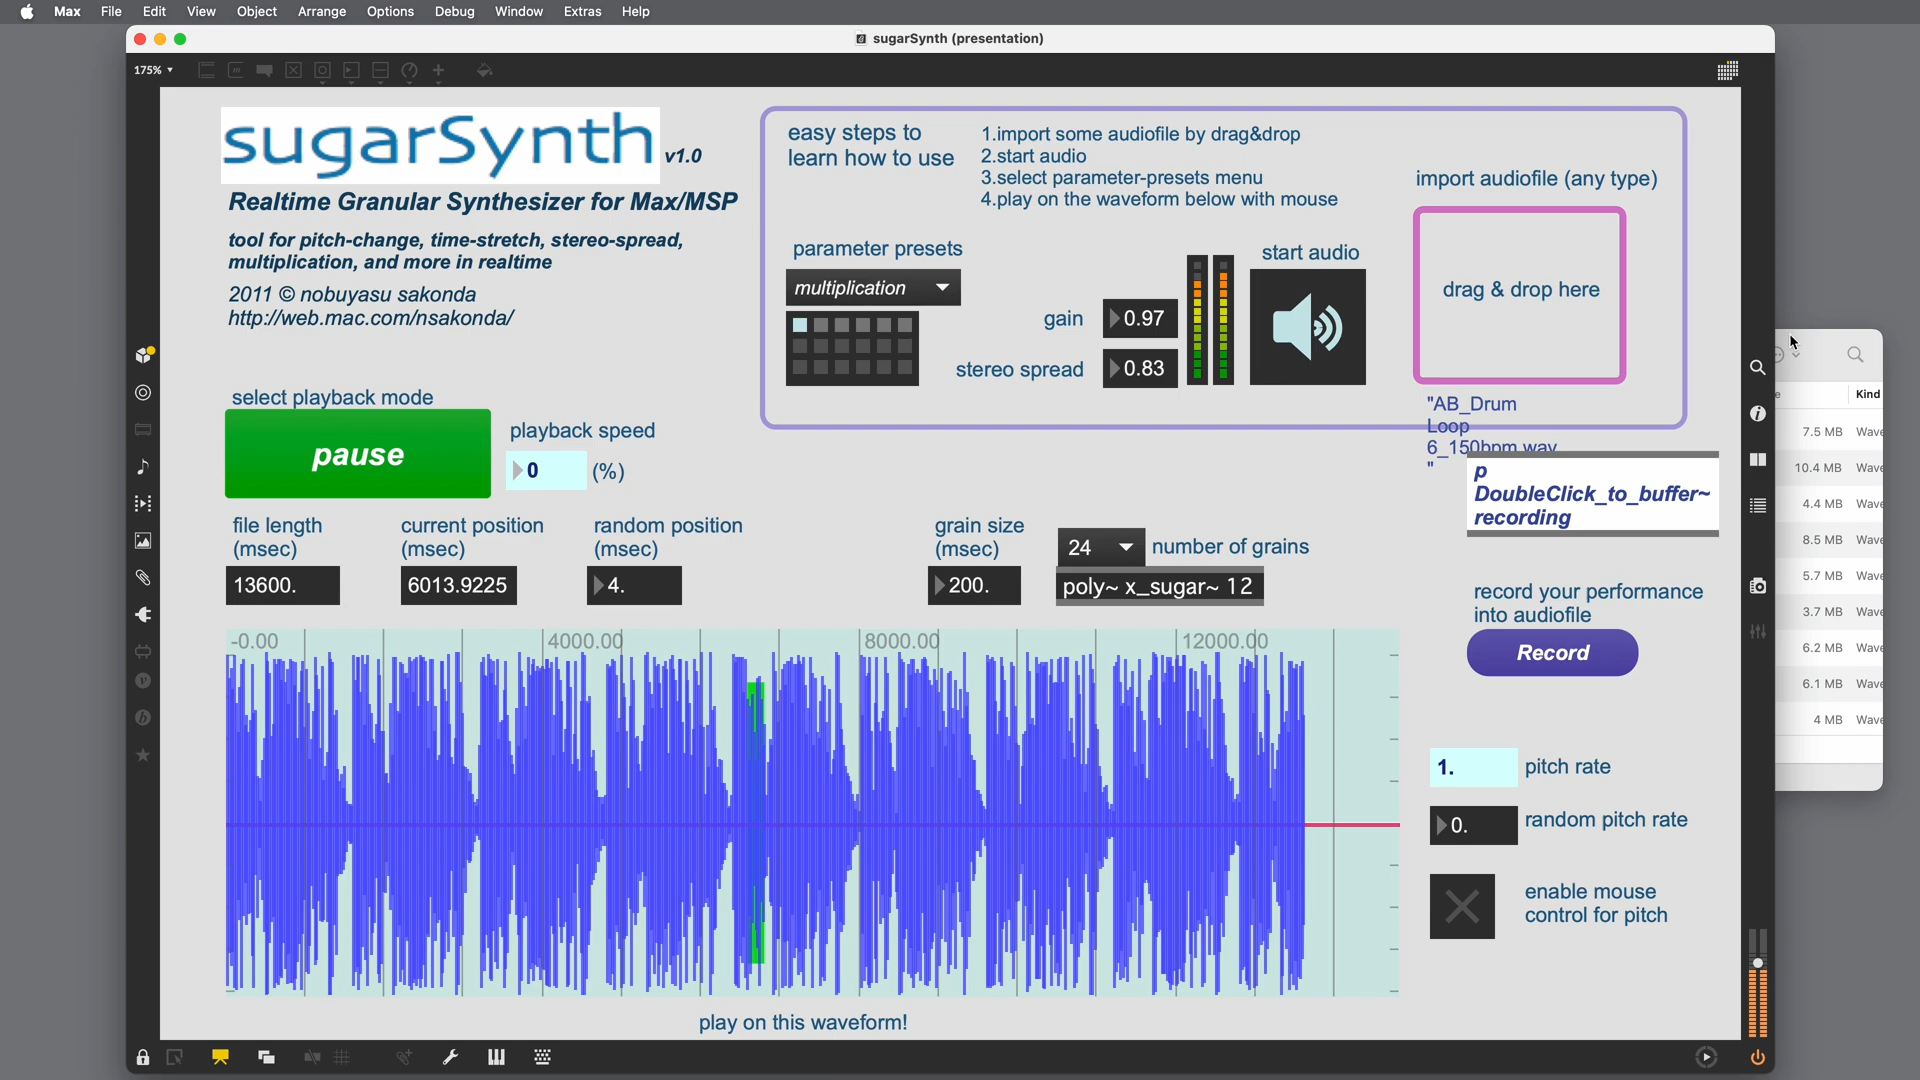 Max File Edit View Object Arrange Options Debug Window Extras Help
sugarSynth (presentation)
175%
sugarSynth v1.0
Realtime Granular Synthesizer for Max/MSP
tool for pitch-change, time-stretch, stereo-spread,
multiplication, and more in realtime
2011 © nobuyasu sakonda
http://web.mac.com/nsakonda/
easy steps to
learn how to use
1.import some audiofile by drag&drop
2.start audio
3.select parameter-presets menu
4.play on the waveform below with mouse
import audiofile (any type)
drag & drop here
parameter presets
multiplication
gain
0.97
stereo spread
0.83
start audio
"AB_Drum
Loop
6_150bpm.wav
"
select playback mode
pause
playback speed
0 (%)
p
DoubleClick_to_buffer~
recording
file length
(msec)
13600.
current position
(msec)
6013.9225
random position
(msec)
4.
grain size
(msec)
200.
24 number of grains
poly~ x_sugar~ 12
record your performance
into audiofile
Record
-0.00 4000.00 8000.00 12000.00
1. pitch rate
0. random pitch rate
enable mouse
control for pitch
play on this waveform!
Kind
7.5 MB Wave
10.4 MB Wave
4.4 MB Wave
8.5 MB Wave
5.7 MB Wave
3.7 MB Wave
6.2 MB Wave
6.1 MB Wave
4 MB Wave